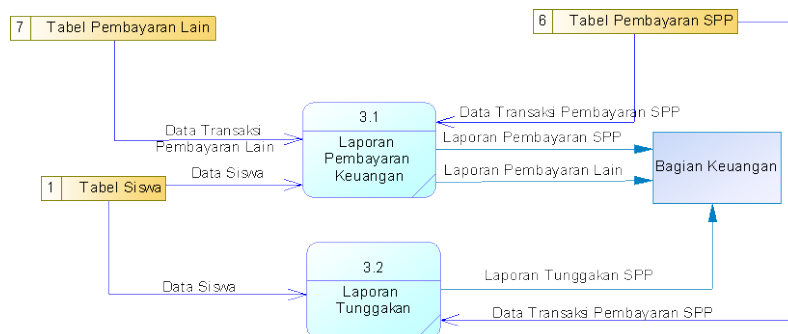 7 Tabel Pembayaran Lain
6 Tabel Pembayaran SPP
3.1
Laporan
Pembayaran
Keuangan
Data Transaksi Pembayaran SPP
Data Transaksi
Pembayaran Lain
Laporan Pembayaran SPP
Laporan Pembayaran Lain
Bagian Keuangan
Data Siswa
1 Tabel Siswa
3.2
Laporan
Tunggakan
Laporan Tunggakan SPP
Data Siswa
Data Transaksi Pembayaran SPP